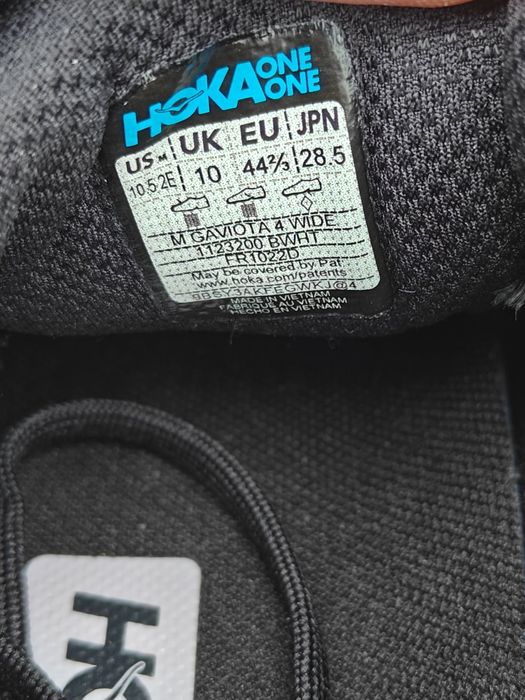 HOKA ONE ONE
US M UK EU JPN
10.5 2E 10 44⅔ 28.5
M GAVIOTA 4 WIDE
1123200 BWHT
FR1022D
May be covered by Pat.
www.hoka.com/patents
MADE IN VIETNAM
FABRIQUE AU VIETNAM
HECHO EN VIETNAM
HO